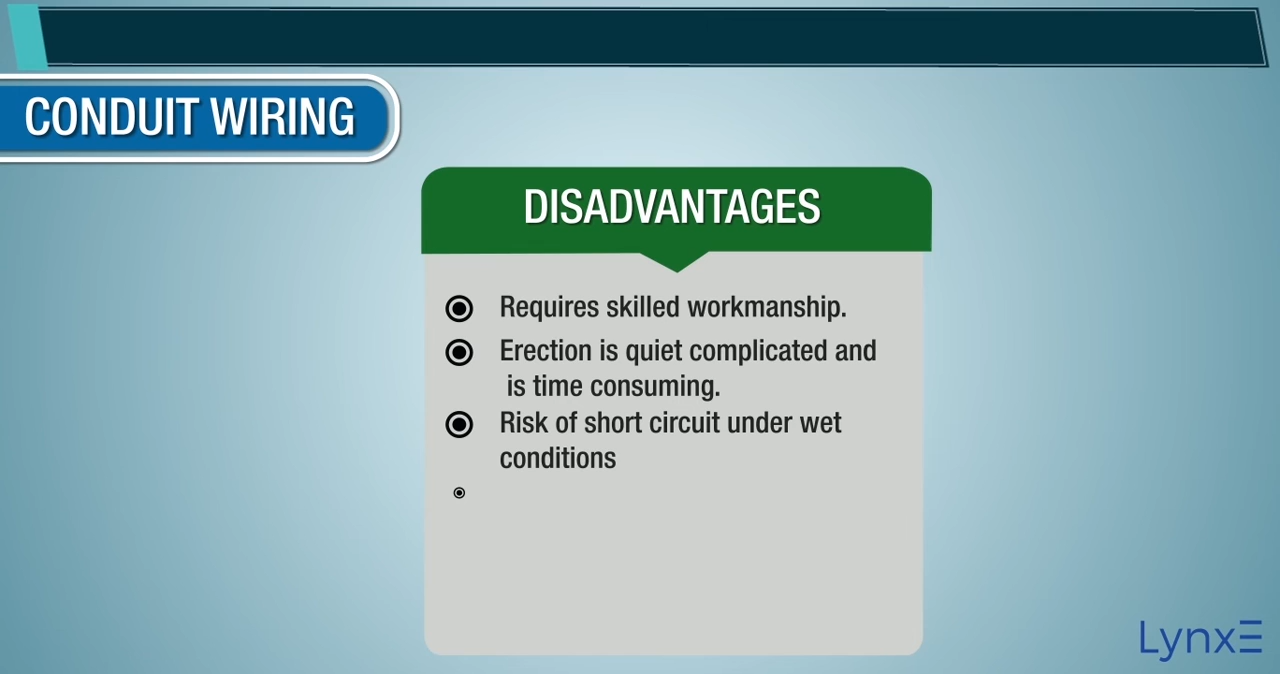 CONDUIT WIRING
DISADVANTAGES
Requires skilled workmanship.
Erection is quiet complicated and
is time consuming.
Risk of short circuit under wet
conditions
LynxE